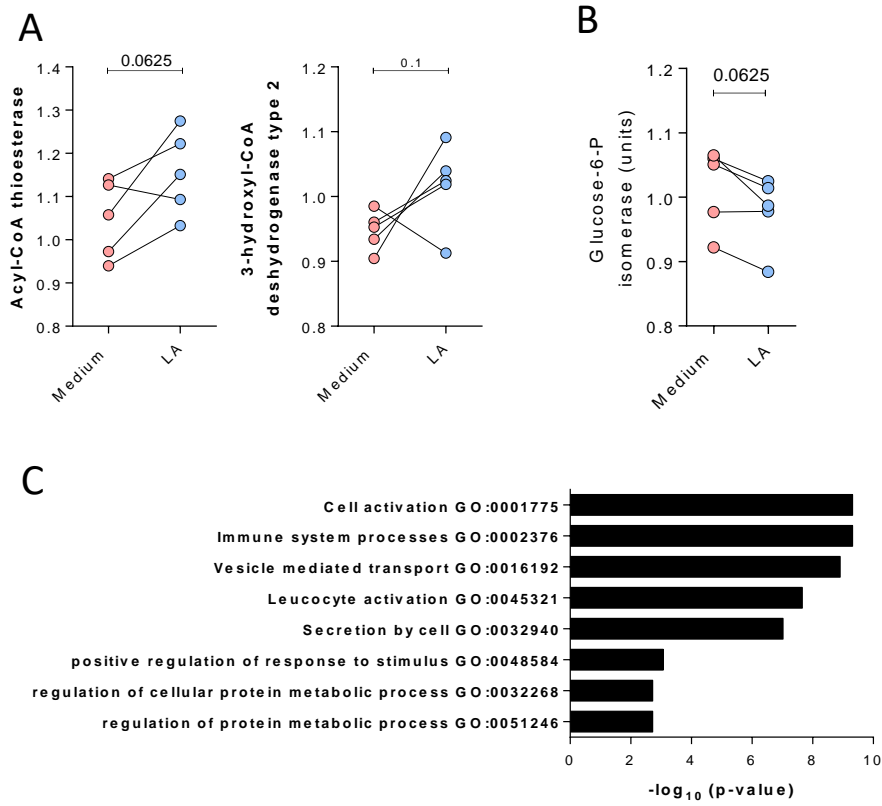 A
Acyl-CoA thioesterase
0.0625
1.4
1.3
1.2
1.1
1.0
0.9
0.8
Medium
LA
3-hydroxyl-CoA
deshydrogenase type 2
0.1
1.2
1.1
1.0
0.9
0.8
Medium
LA
B
Glucose-6-P
isomerase (units)
0.0625
1.2
1.1
1.0
0.9
0.8
Medium
LA
C
Cell activation GO:0001775
Immune system processes GO:0002376
Vesicle mediated transport GO:0016192
Leucocyte activation GO:0045321
Secretion by cell GO:0032940
positive regulation of response to stimulus GO:0048584
regulation of cellular protein metabolic process GO:0032268
regulation of protein metabolic process GO:0051246
0 2 4 6 8 10
-log10 (p-value)